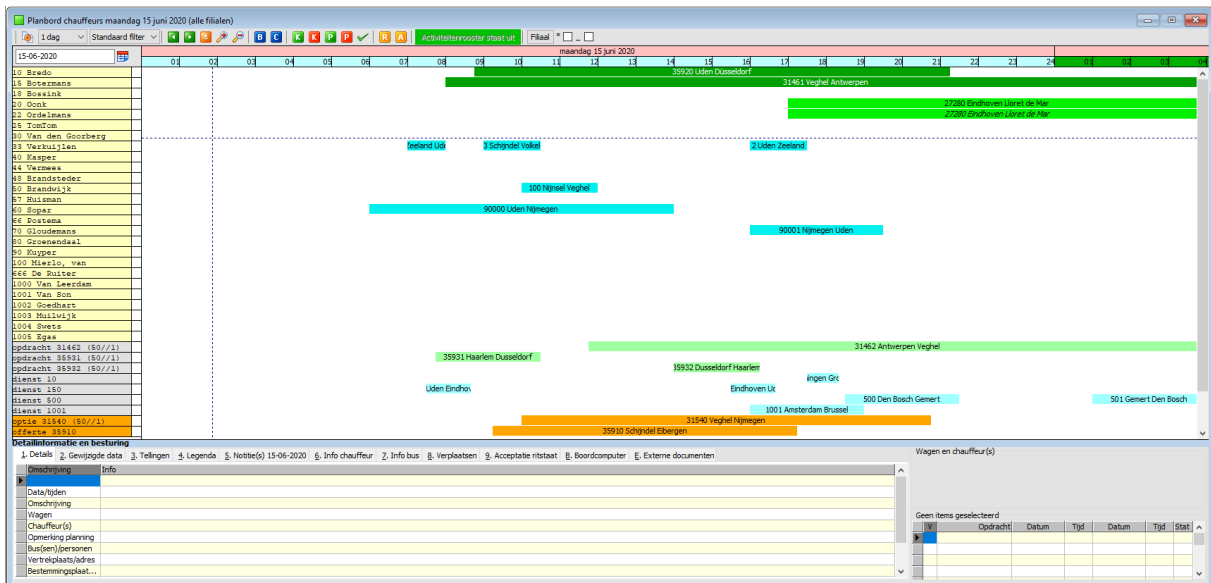 Planbord chauffeurs maandag 15 juni 2020 (alle filialen)
1 dag Standaard filter B C K K P P R A Activiteitenrooster staat uit Filiaal * _
15-06-2020 maandag 15 juni 2020
01 02 03 04 05 06 07 08 09 10 11 12 13 14 15 16 17 18 19 20 21 22 23 24 01 02 03 04
10 Bredo 35920 Uden Düsseldorf
15 Botermans 31461 Veghel Antwerpen
18 Bossink
20 Oonk 27280 Eindhoven Lloret de Mar
22 Ordelmans 27280 Eindhoven Lloret de Mar
25 TomTom
30 Van den Goorberg
33 Verkuijlen Zeeland Ude 3 Schijndel Volkel 2 Uden Zeeland
40 Kasper
44 Vermees
48 Brandsteder
50 Brandwijk 100 Nijnsel Veghel
57 Huisman
60 Sopar 90000 Uden Nijmegen
66 Postema
70 Gloudemans 90001 Nijmegen Uden
80 Groenendaal
90 Kuyper
100 Mierlo, van
666 De Ruiter
1000 Van Leerdam
1001 Van Son
1002 Goedhart
1003 Muilwijk
1004 Swets
1005 Egas
opdracht 31462 (50//1) 31462 Antwerpen Veghel
opdracht 35931 (50//1) 35931 Haarlem Dusseldorf
opdracht 35932 (50//1) 35932 Dusseldorf Haarlem
dienst 10 ingen Gro
dienst 150 Uden Eindhov Eindhoven Ud
dienst 500 500 Den Bosch Gemert 501 Gemert Den Bosch
dienst 1001 1001 Amsterdam Brussel
optie 31540 (50//1) 31540 Veghel Nijmegen
offerte 35910 35910 Schijndel Eibergen
Detailinformatie en besturing
1. Details 2. Gewijzigde data 3. Tellingen 4. Legenda 5. Notitie(s) 15-06-2020 6. Info chauffeur 7. Info bus 8. Verplaatsen 9. Acceptatie ritstaat B. Boordcomputer E. Externe documenten
Wagen en chauffeur(s)
Omschrijving Info
Data/tijden
Omschrijving
Wagen
Chauffeur(s)
Opmerking planning
Bus(sen)/personen
Vertrekplaats/adres
Bestemmingsplaat...
Geen items geselecteerd
V Opdracht Datum Tijd Datum Tijd Stat